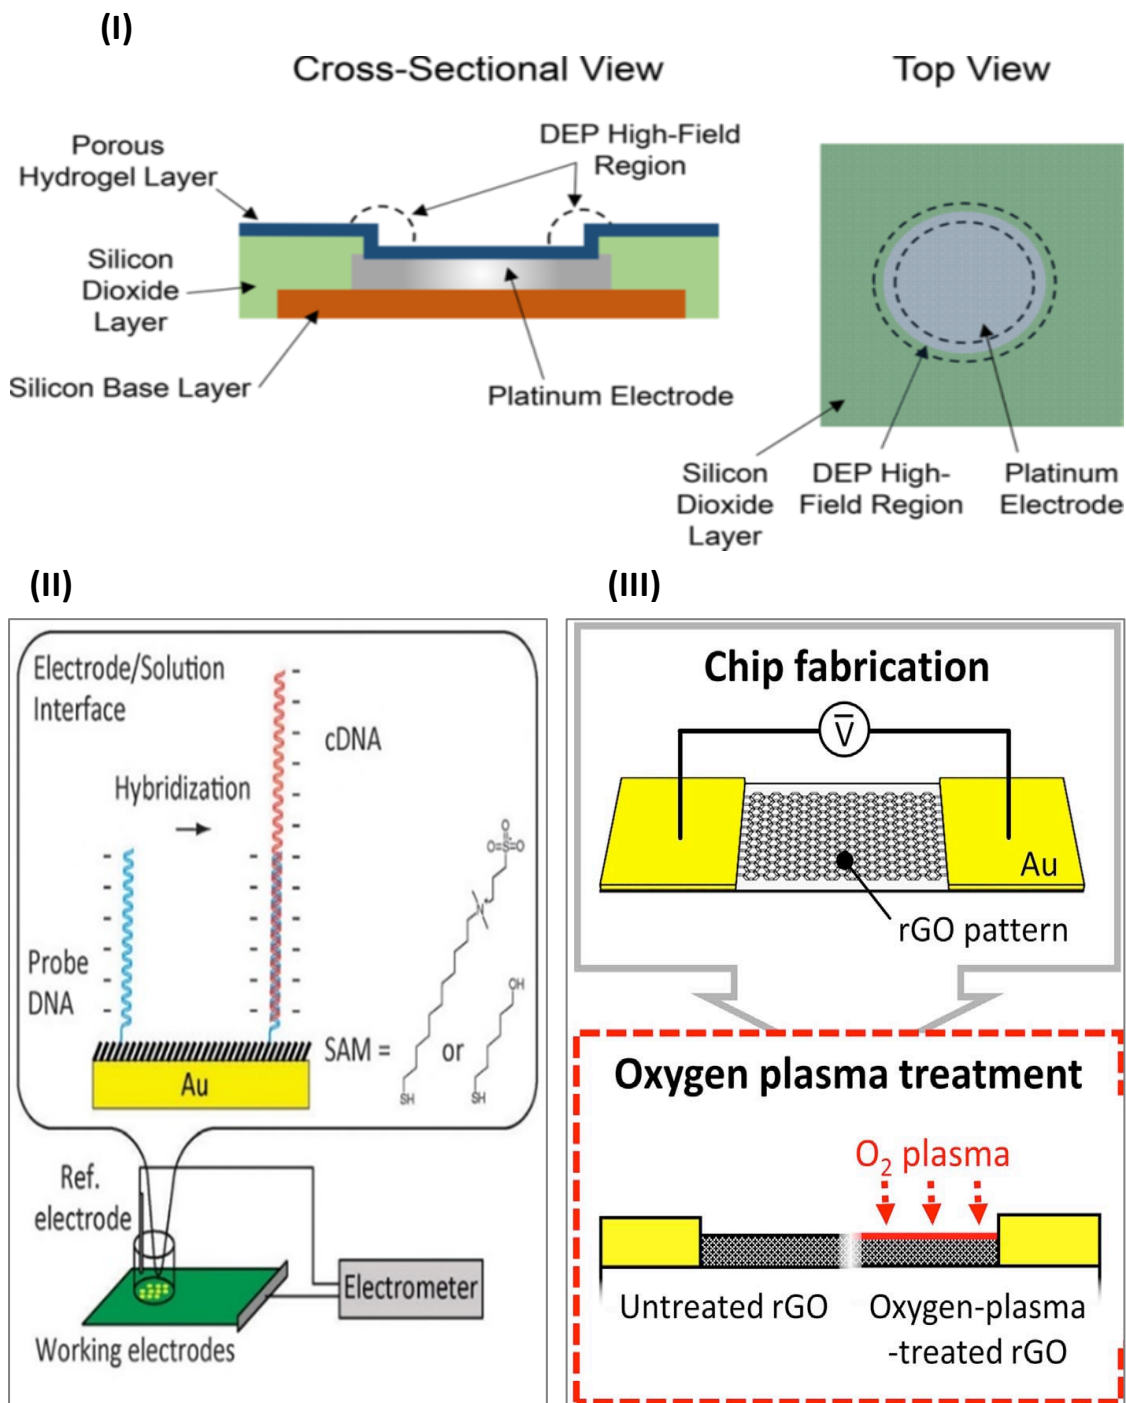 (I)
Cross-Sectional View
Top View
Porous
Hydrogel Layer
DEP High-Field
Region
Silicon
Dioxide
Layer
Silicon Base Layer
Platinum Electrode
Silicon
Dioxide
Layer
DEP High-
Field Region
Platinum
Electrode
(II)
Electrode/Solution
Interface
cDNA
Hybridization
Probe
DNA
O=S=O
O
N
OH
SAM =
or
SH
SH
Au
Ref.
electrode
Electrometer
Working electrodes
(III)
Chip fabrication
V
Au
rGO pattern
Oxygen plasma treatment
O₂ plasma
Untreated rGO
Oxygen-plasma
-treated rGO